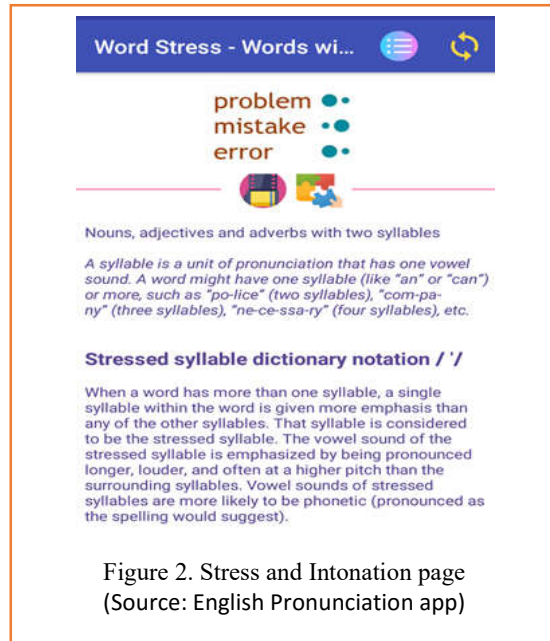 Word Stress - Words wi...
problem
mistake
error
Nouns, adjectives and adverbs with two syllables
A syllable is a unit of pronunciation that has one vowel
sound. A word might have one syllable (like "an" or "can")
or more, such as "po-lice" (two syllables), "com-pa-
ny" (three syllables), "ne-ce-ssa-ry" (four syllables), etc.
Stressed syllable dictionary notation / '/
When a word has more than one syllable, a single
syllable within the word is given more emphasis than
any of the other syllables. That syllable is considered
to be the stressed syllable. The vowel sound of the
stressed syllable is emphasized by being pronounced
longer, louder, and often at a higher pitch than the
surrounding syllables. Vowel sounds of stressed
syllables are more likely to be phonetic (pronounced as
the spelling would suggest).
Figure 2. Stress and Intonation page
(Source: English Pronunciation app)